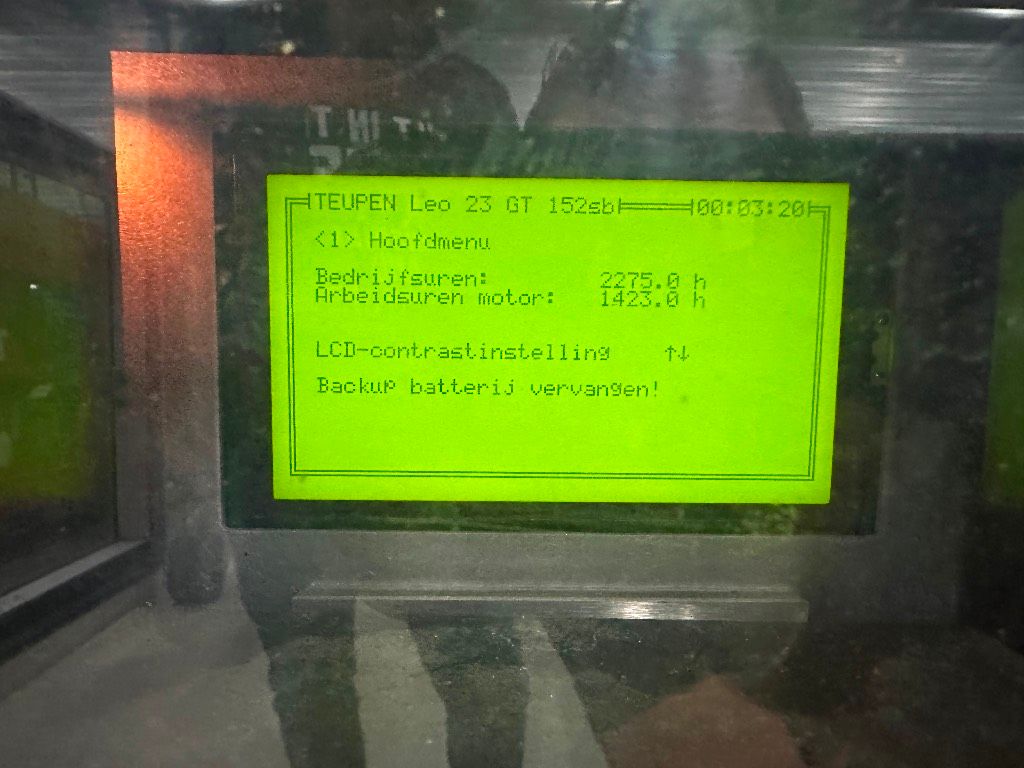 TEUPEN Leo 23 GT 152sb 00:03:20
<1> Hoofdmenu
Bedrijfsuren: 2275.0 h
Arbeidsuren motor: 1423.0 h
LCD-contrastinstelling ↑↓
Backup batterij vervangen!